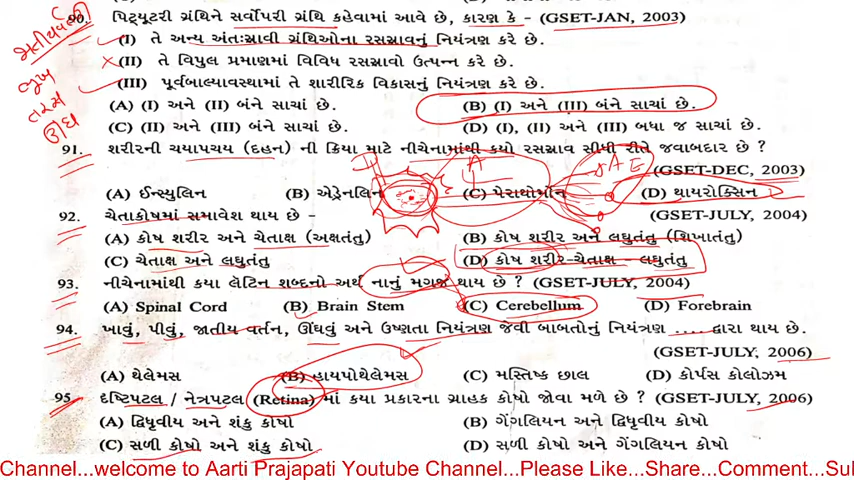 90. પિટ્યૂટરી ગ્રંથિને સર્વોપરી ગ્રંથિ કહેવામાં આવે છે, કારણ કે - (GSET-JAN, 2003)
(I) તે અન્ય અંતઃસ્રાવી ગ્રંથિઓના રસસ્રાવનું નિયંત્રણ કરે છે.
(II) તે વિપુલ પ્રમાણમાં વિવિધ રસસ્રાવો ઉત્પન્ન કરે છે.
(III) પૂર્વબાલ્યાવસ્થામાં તે શારીરિક વિકાસનું નિયંત્રણ કરે છે.
(A) (I) અને (II) બંને સાચાં છે. (B) (I) અને (III) બંને સાચાં છે.
(C) (II) અને (III) બંને સાચાં છે. (D) (I), (II) અને (III) બધા જ સાચાં છે.
91. શરીરની ચયાપચય (દહન) ની ક્રિયા માટે નીચેનામાંથી કયો રસસ્રાવ સીધી રીતે જવાબદાર છે ?
(GSET-DEC, 2003)
(A) ઈન્સ્યુલિન (B) એડ્રેનલિન (C) પેરાથોર્મોન (D) થાયરોક્સિન
92. ચેતાકોષમાં સમાવેશ થાય છે - (GSET-JULY, 2004)
(A) કોષ શરીર અને ચેતાક્ષ (અક્ષતંતુ) (B) કોષ શરીર અને લઘુતંતુ (શિખાતંતુ)
(C) ચેતાક્ષ અને લઘુતંતુ (D) કોષ શરીર-ચેતાક્ષ - લઘુતંતુ
93. નીચેનામાંથી કયા લેટિન શબ્દનો અર્થ નાનું મગજ થાય છે ? (GSET-JULY, 2004)
(A) Spinal Cord (B) Brain Stem (C) Cerebellum (D) Forebrain
94. ખાવું, પીવું, જાતીય વર્તન, ઊંઘવું અને ઉષ્ણતા નિયંત્રણ જેવી બાબતોનું નિયંત્રણ .... દ્વારા થાય છે.
(GSET-JULY, 2006)
(A) થેલેમસ (B) હાયપોથેલેમસ (C) મસ્તિષ્ક છાલ (D) કોર્પસ કોલોઝમ
95 દૃષ્ટિપટલ / નેત્રપટલ (Retina) માં કયા પ્રકારના ગ્રાહક કોષો જોવા મળે છે ? (GSET-JULY, 2006)
(A) દ્વિધ્રુવીય અને શંકુ કોષો (B) ગેંગલિયન અને દ્વિધ્રુવીય કોષો
(C) સળી કોષો અને શંકુ કોષો (D) સળી કોષો અને ગેંગલિયન કોષો
Channel...welcome to Aarti Prajapati Youtube Channel...Please Like...Share...Comment...Sul